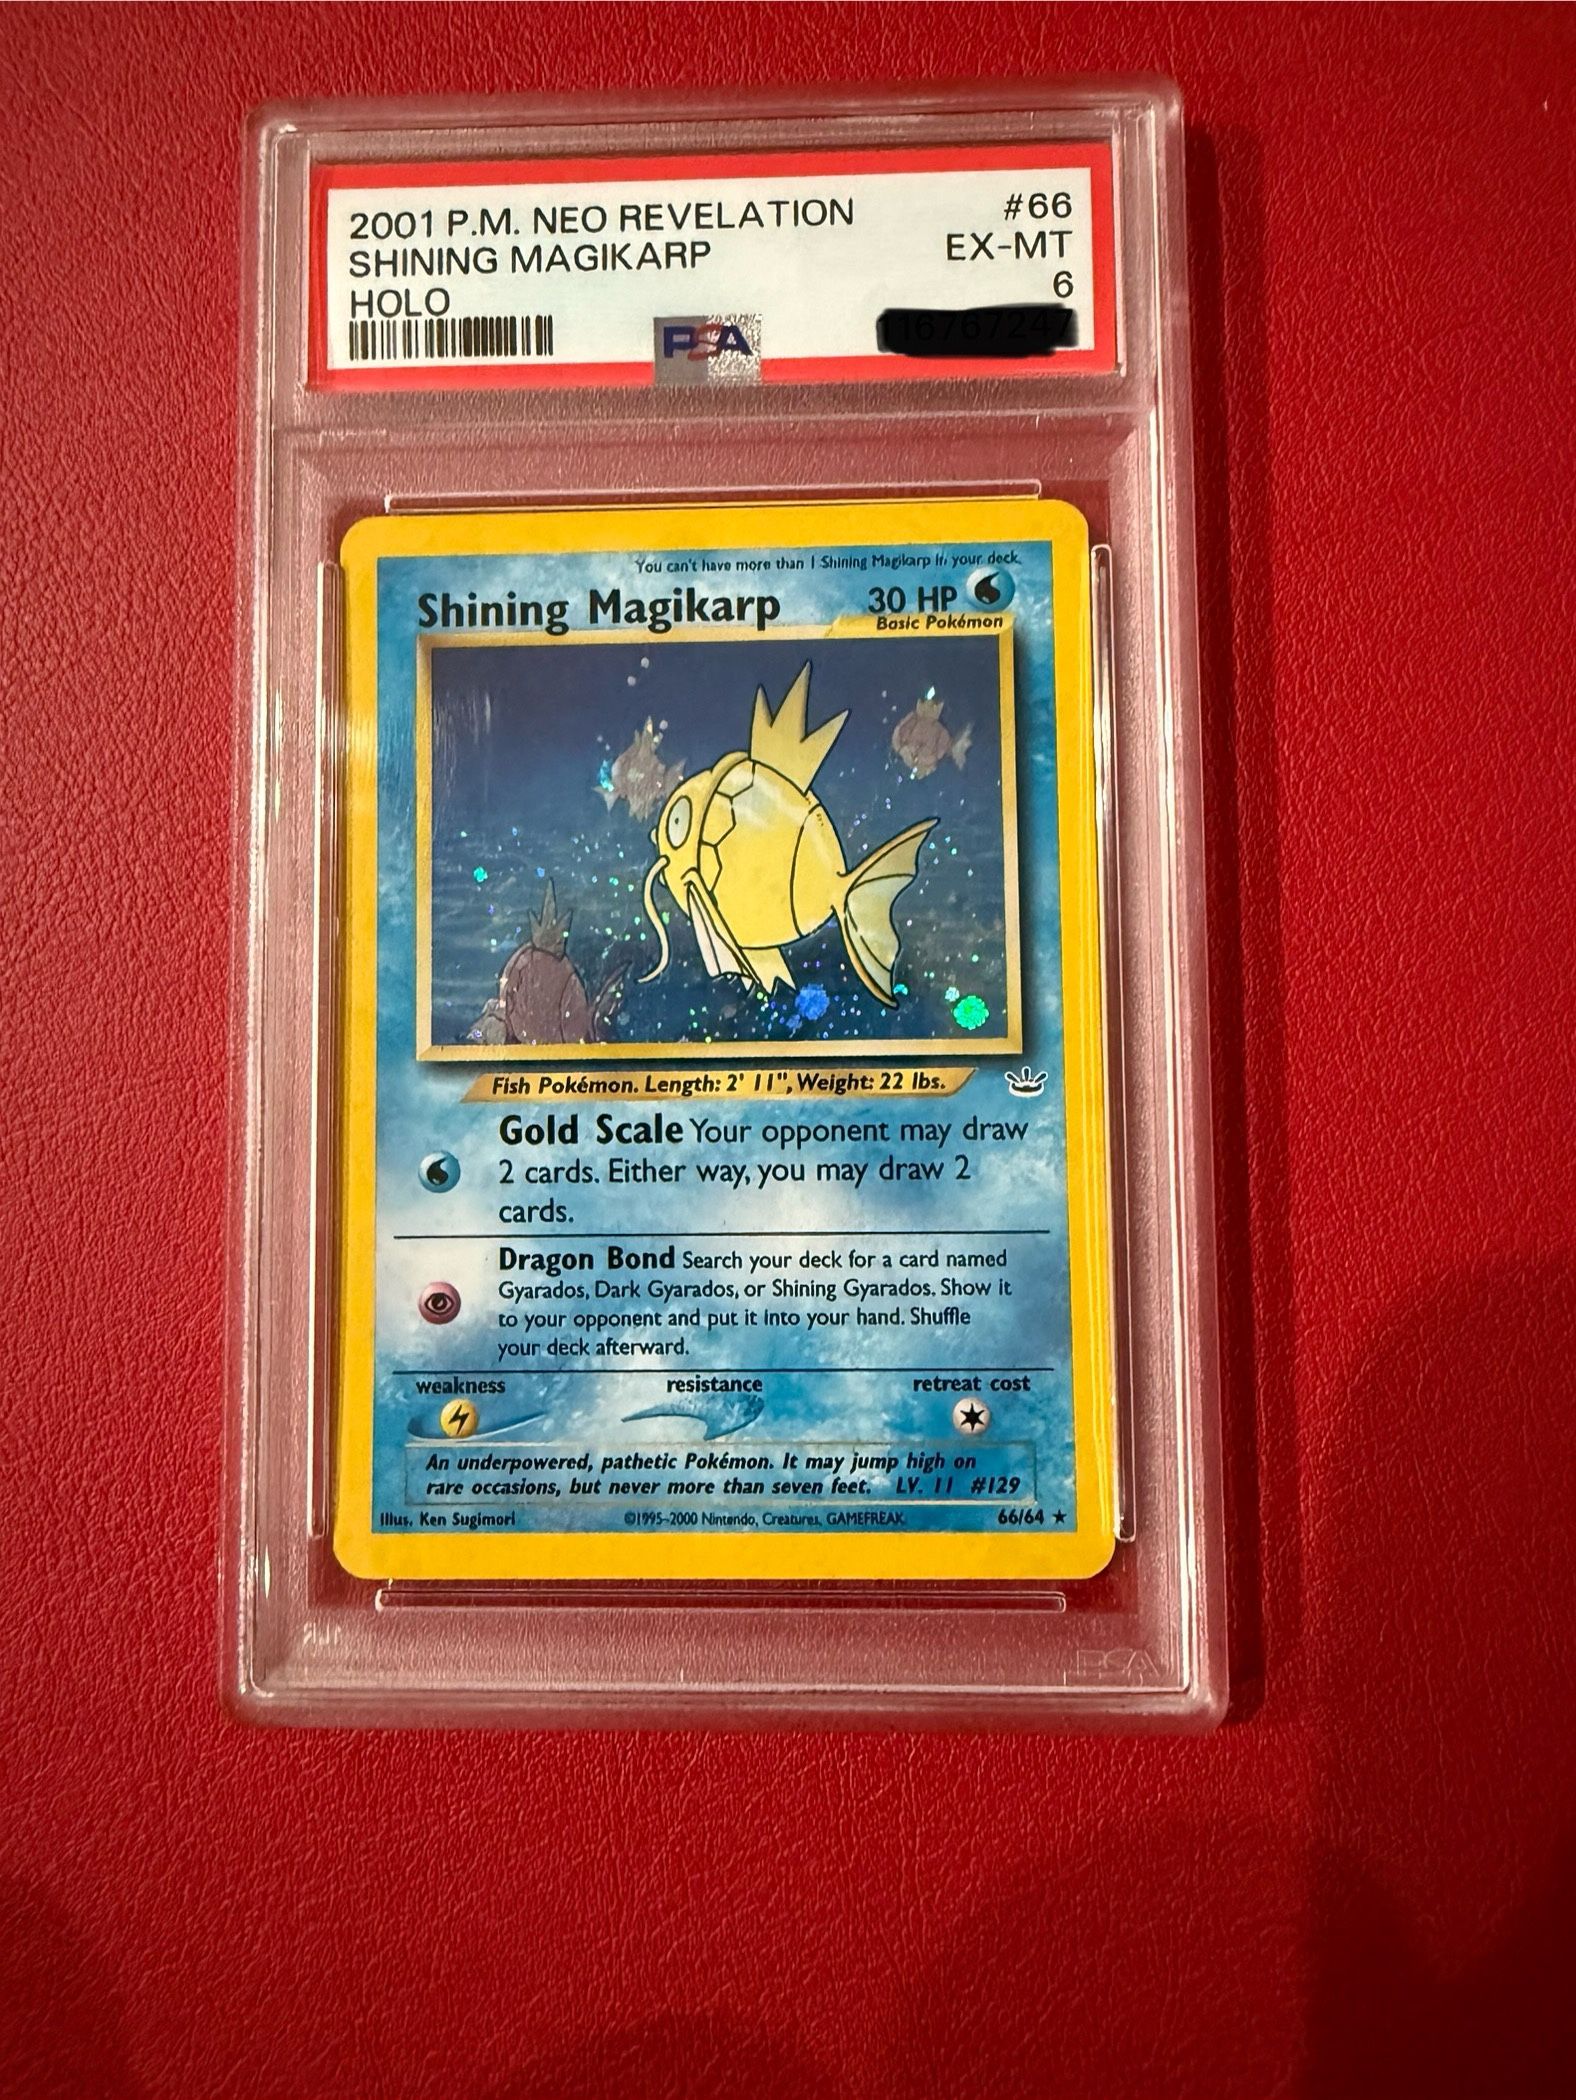 2001 P.M. NEO REVELATION #66
SHINING MAGIKARP EX-MT
HOLO 6
PSA
You can't have more than 1 Shining Magikarp in your deck.
Shining Magikarp 30 HP
Basic Pokémon
Fish Pokémon. Length: 2' 11", Weight: 22 lbs.
Gold Scale Your opponent may draw
2 cards. Either way, you may draw 2
cards.
Dragon Bond Search your deck for a card named
Gyarados, Dark Gyarados, or Shining Gyarados. Show it
to your opponent and put it into your hand. Shuffle
your deck afterward.
weakness resistance retreat cost
An underpowered, pathetic Pokémon. It may jump high on
rare occasions, but never more than seven feet. LV. 11 #129
Illus. Ken Sugimori ©1995-2000 Nintendo, Creatures, GAMEFREAK. 66/64 ★
PSA